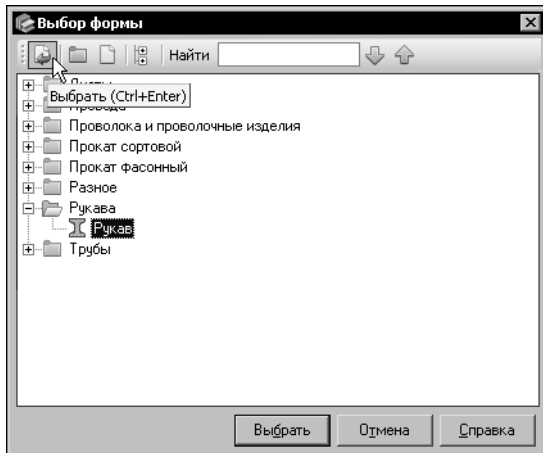 Выбор формы
Найти
Выбрать (Ctrl+Enter)
Проволока и проволочные изделия
Прокат сортовой
Прокат фасонный
Разное
Рукава
Рукав
Трубы
Выбрать Отмена Справка